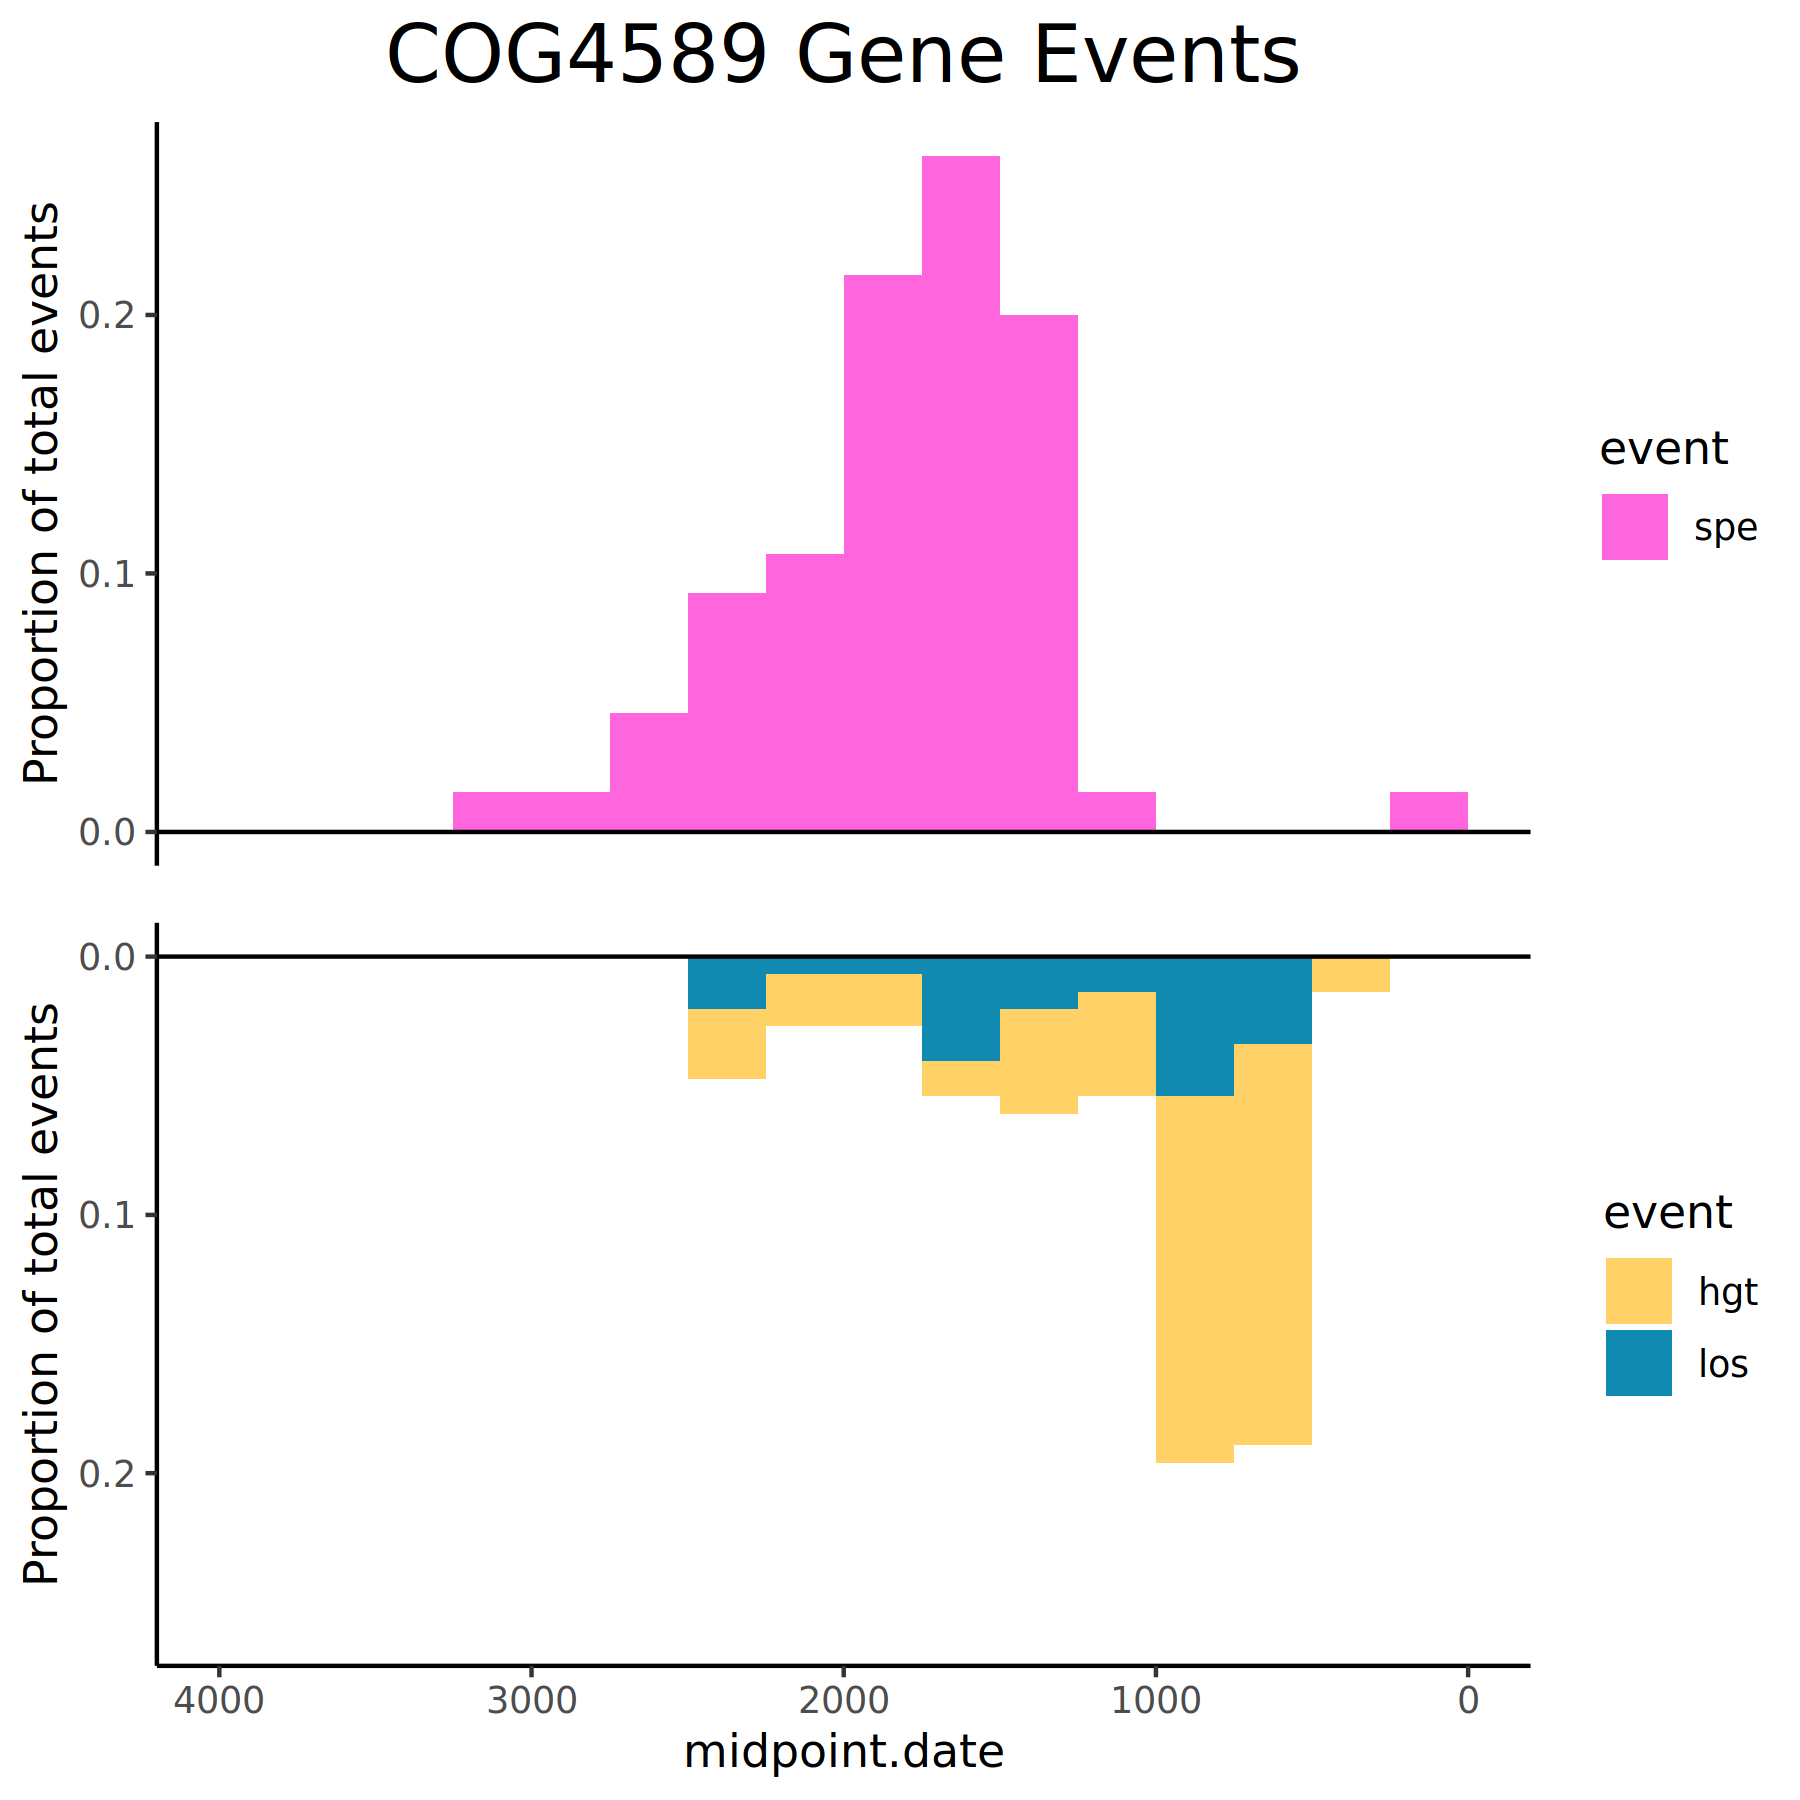 COG4589 Gene Events
Proportion of total events
0.2
0.1
0.0
event
spe
Proportion of total events
0.0
0.1
0.2
event
hgt
los
4000 3000 2000 1000 0
midpoint.date